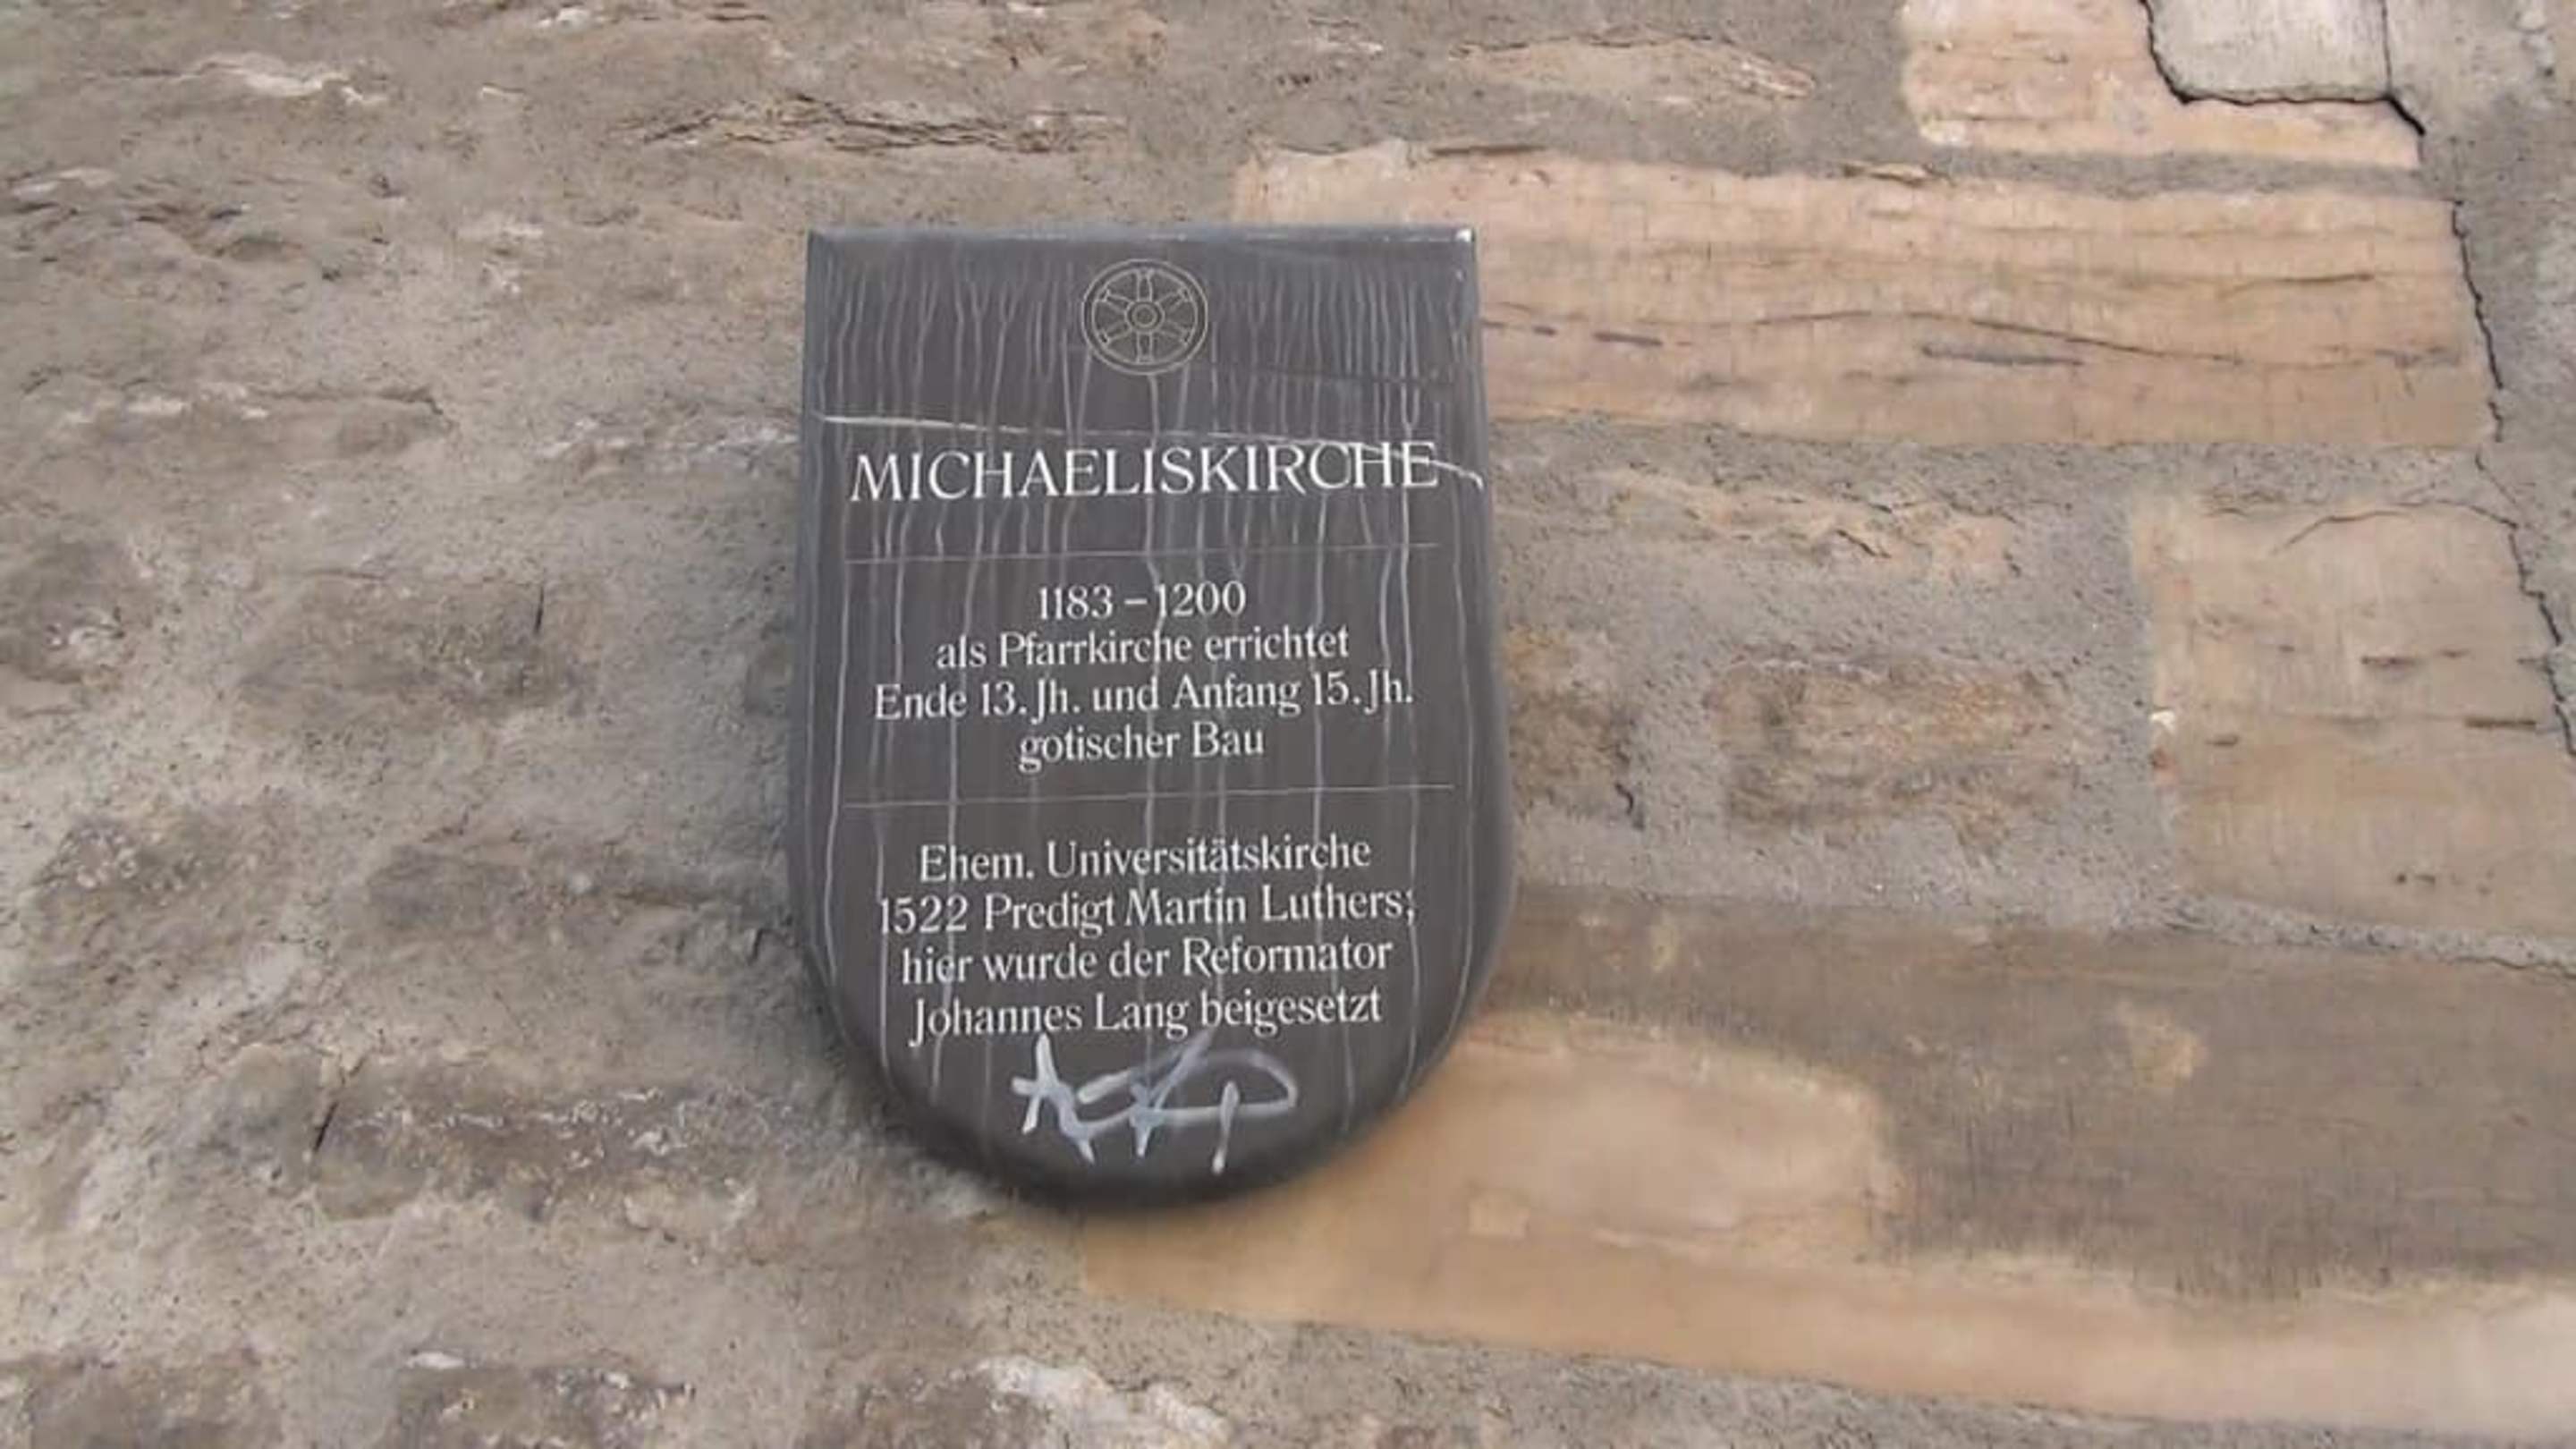 MICHAELISKIRCHE
1183 – 1200
als Pfarrkirche errichtet
Ende 13. Jh. und Anfang 15. Jh.
gotischer Bau
Ehem. Universitätskirche
1522 Predigt Martin Luthers;
hier wurde der Reformator
Johannes Lang beigesetzt